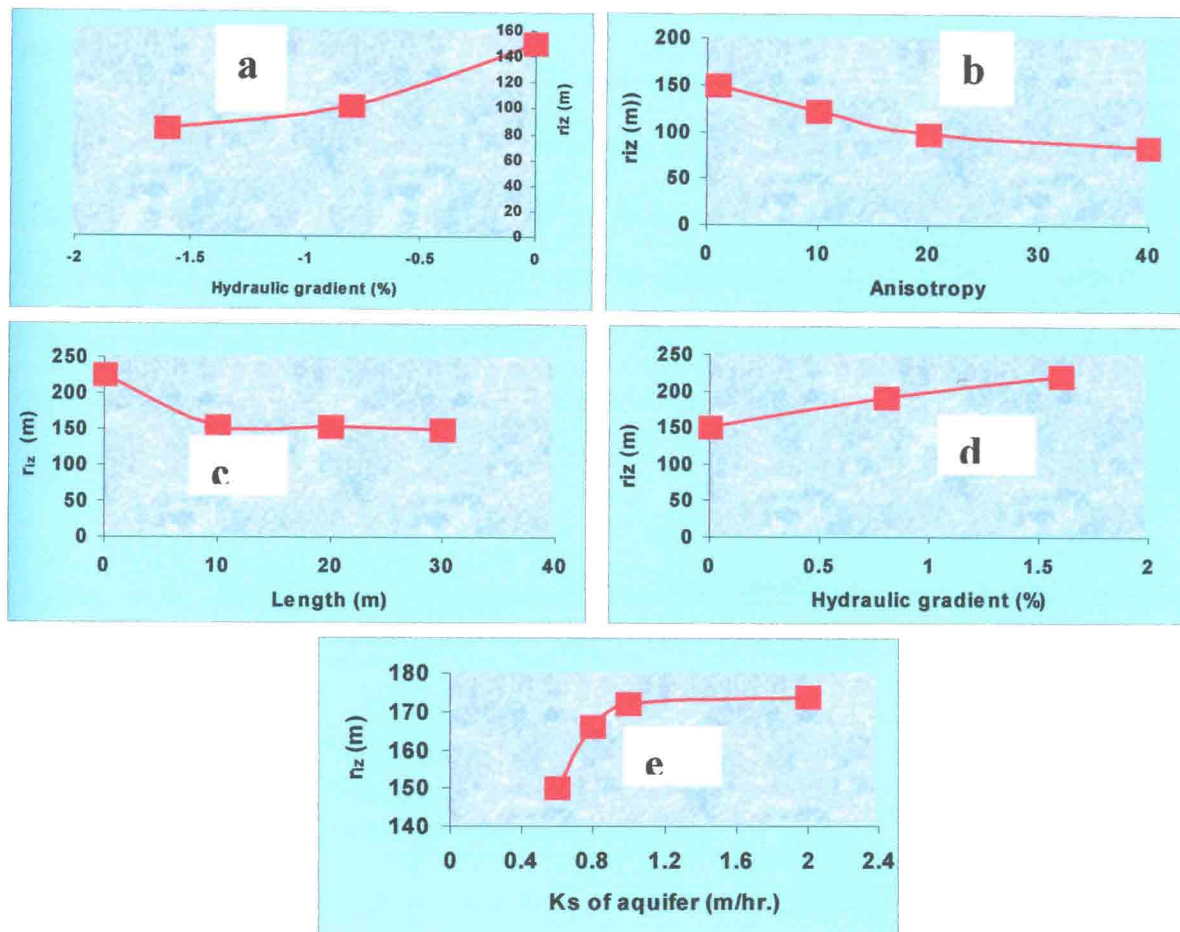 a
160
140
120
100
80
60
40
20
0
riz (m)
-2 -1.5 -1 -0.5 0
Hydraulic gradient (%)
b
200
150
100
50
0
riz (m))
0 10 20 30 40
Anisotropy
c
250
200
150
100
50
0
riz (m)
0 10 20 30 40
Length (m)
d
250
200
150
100
50
0
riz (m)
0 0.5 1 1.5 2
Hydraulic gradient (%)
e
180
170
160
150
140
riz (m)
0 0.4 0.8 1.2 1.6 2 2.4
Ks of aquifer (m/hr.)